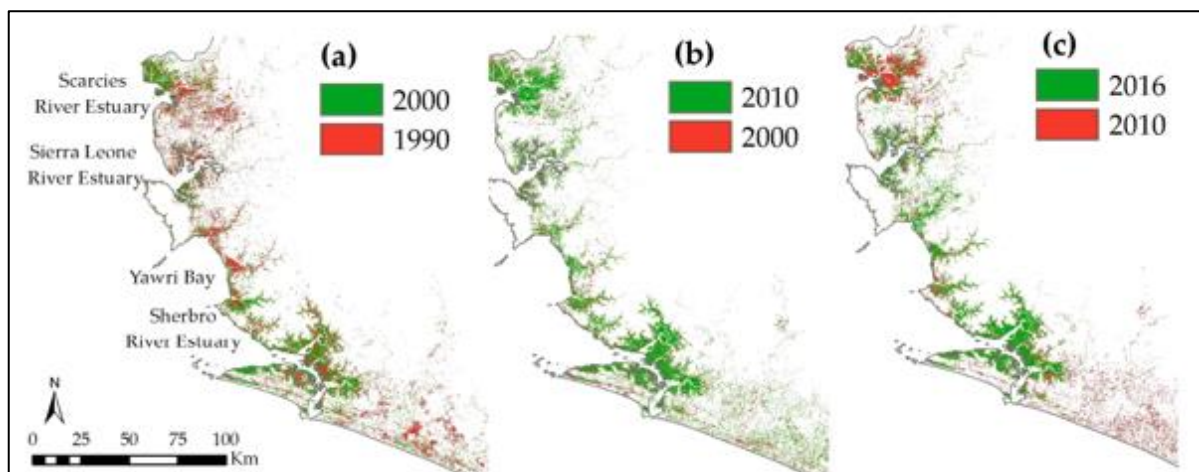 (a)
2000
1990
(b)
2010
2000
(c)
2016
2010
Scarcies
River Estuary
Sierra Leone
River Estuary
Yawri Bay
Sherbro
River Estuary
N
0 25 50 75 100
Km